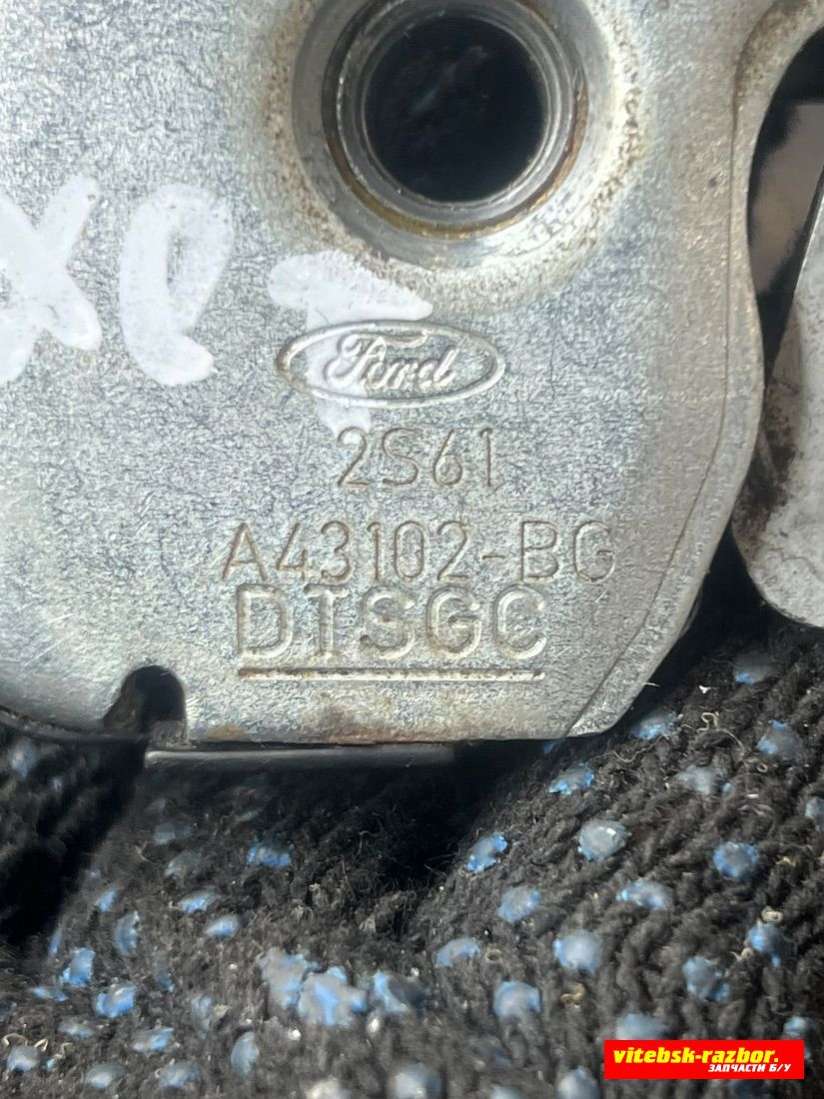 Ford
2S61
A43102-BG
DTSGC
vitebsk-razbor.
ЗАПЧАСТИ Б/У